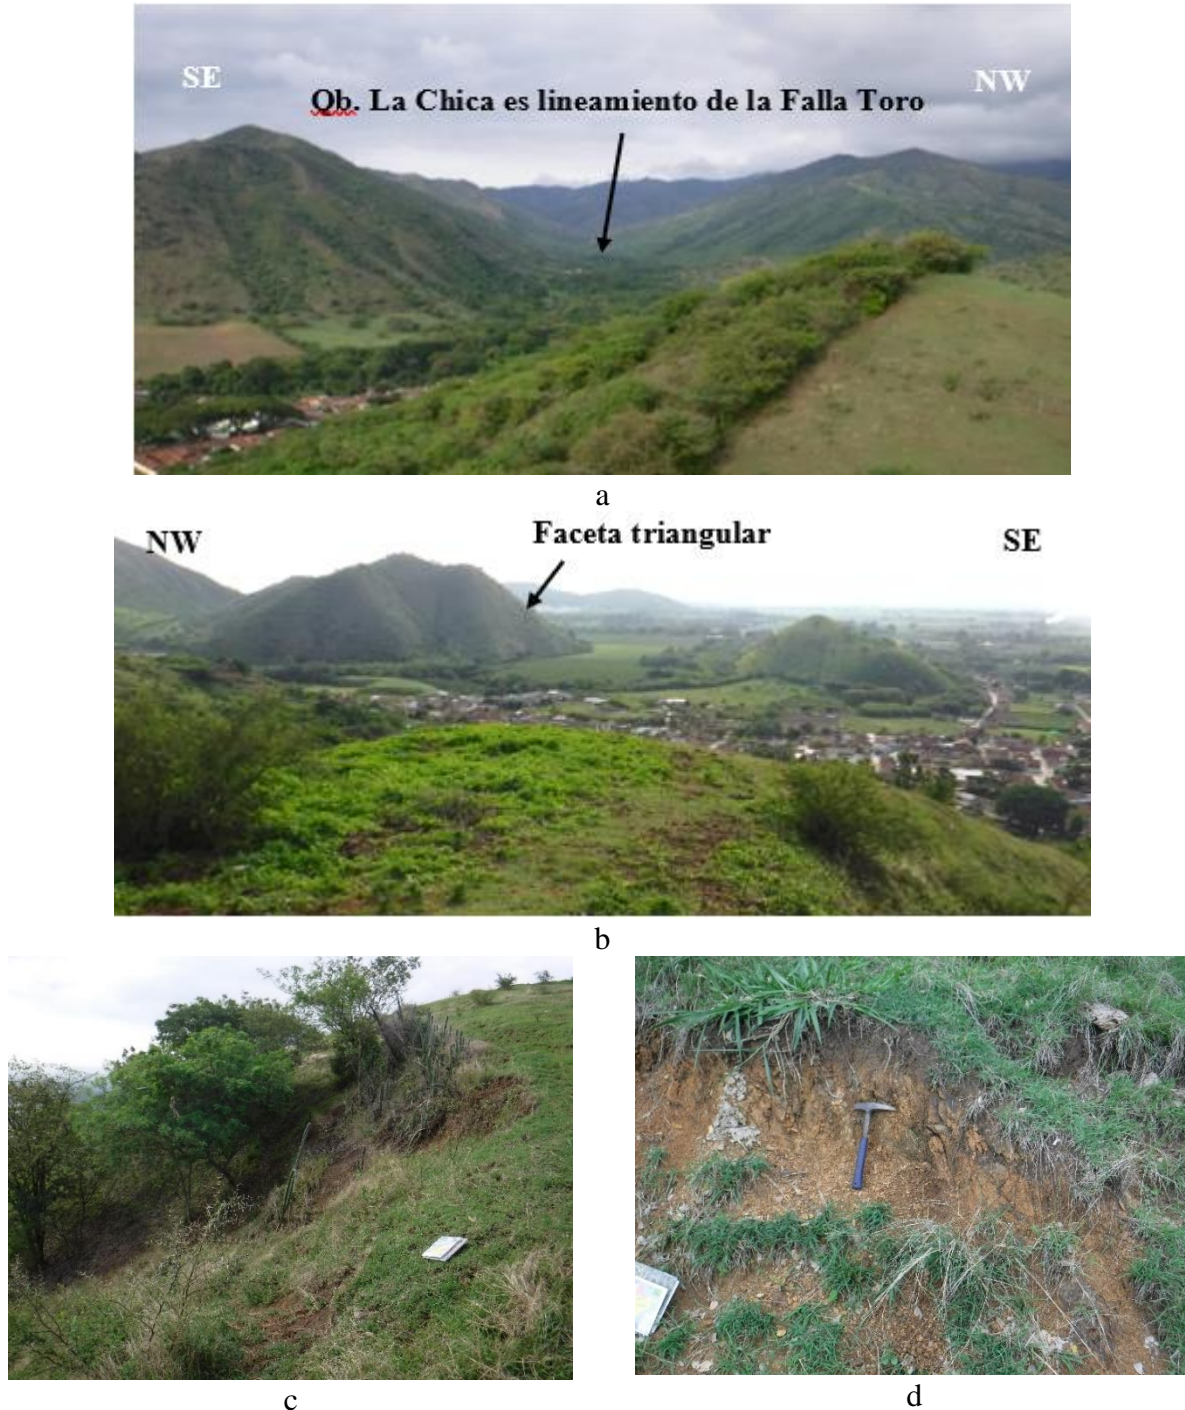 SE
NW
Qb. La Chica es lineamiento de la Falla Toro
a
Faceta triangular
NW
SE
b
c
d